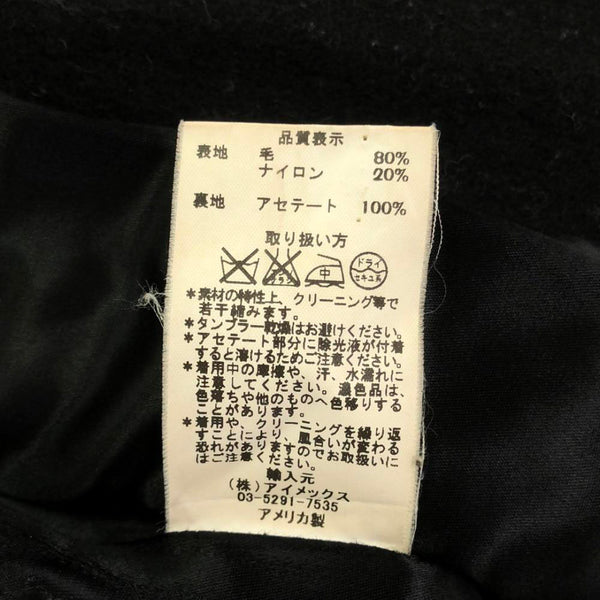 品質表示
表地 毛 80%
ナイロン 20%
裏地 アセテート 100%
取り扱い方
中 ドライ
セキユ系
*素材の特性上、クリーニング等で
若干縮みます。
*タンブラー乾燥はお避けください。
*アセテート部分に除光液が付着
すると溶けるためご注意ください。
*着用中の摩擦や、汗、水濡れに
注意してください。濃色品は、
色落ちや他のものへ色移りする
ことがあります。
*着用や、クリーニングを繰り返
すことにより、風合いが変わる
恐れがありますのでお取扱いに
はご注意ください。
輸入元
(株)アイメックス
03-5291-7535
アメリカ製